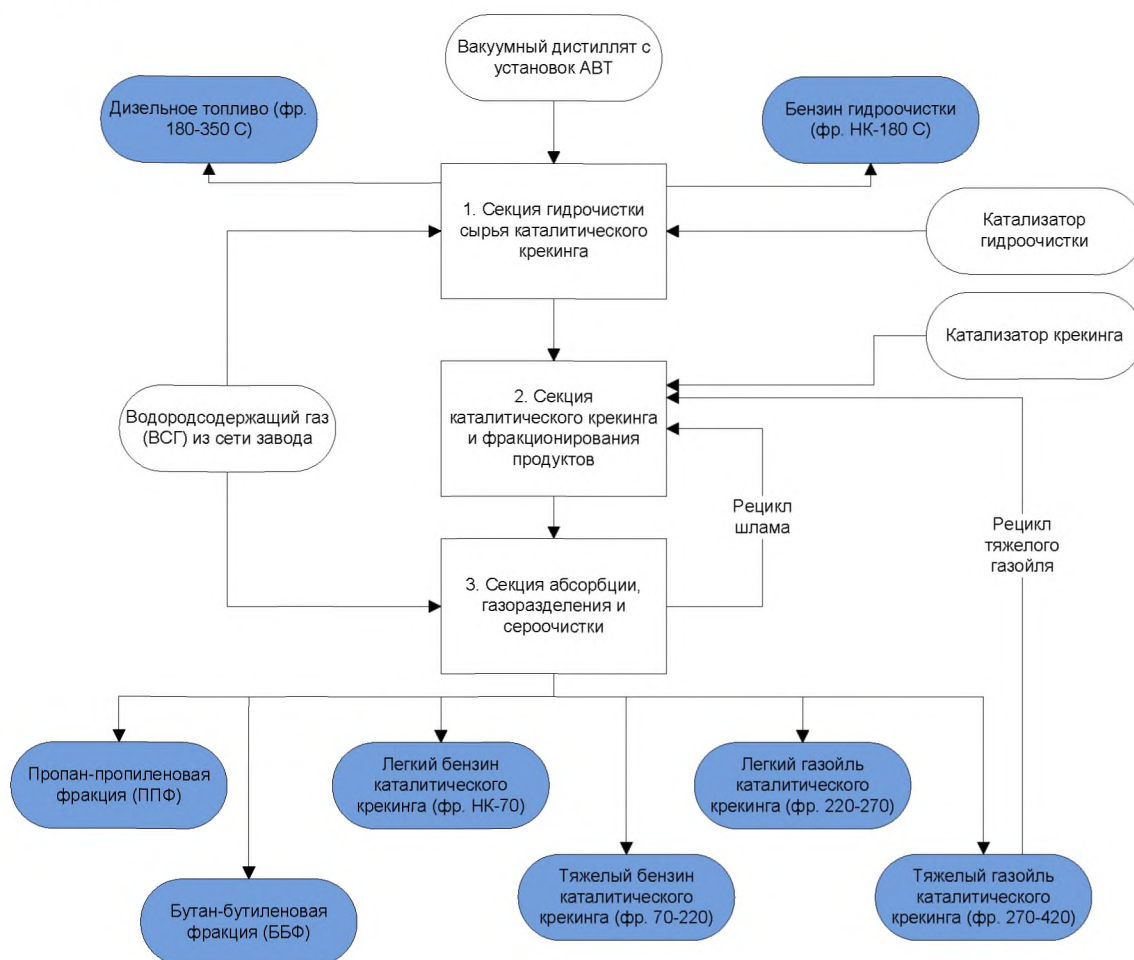 Вакуумный дистиллят с
установок АВТ
Дизельное топливо (фр.
180-350 С)
Бензин гидроочистки
(фр. НК-180 С)
1. Секция гидрочистки
сырья каталитического
крекинга
Катализатор
гидроочистки
Катализатор крекинга
Водородсодержащий газ
(ВСГ) из сети завода
2. Секция
каталитического крекинга
и фракционирования
продуктов
Рецикл
шлама
Рецикл
тяжелого
газойля
3. Секция абсорбции,
газоразделения и
сероочистки
Пропан-пропиленовая
фракция (ППФ)
Легкий бензин
каталитического
крекинга (фр. НК-70)
Легкий газойль
каталитического
крекинга (фр. 220-270)
Бутан-бутиленовая
фракция (ББФ)
Тяжелый бензин
каталитического
крекинга (фр. 70-220)
Тяжелый газойль
каталитического
крекинга (фр. 270-420)